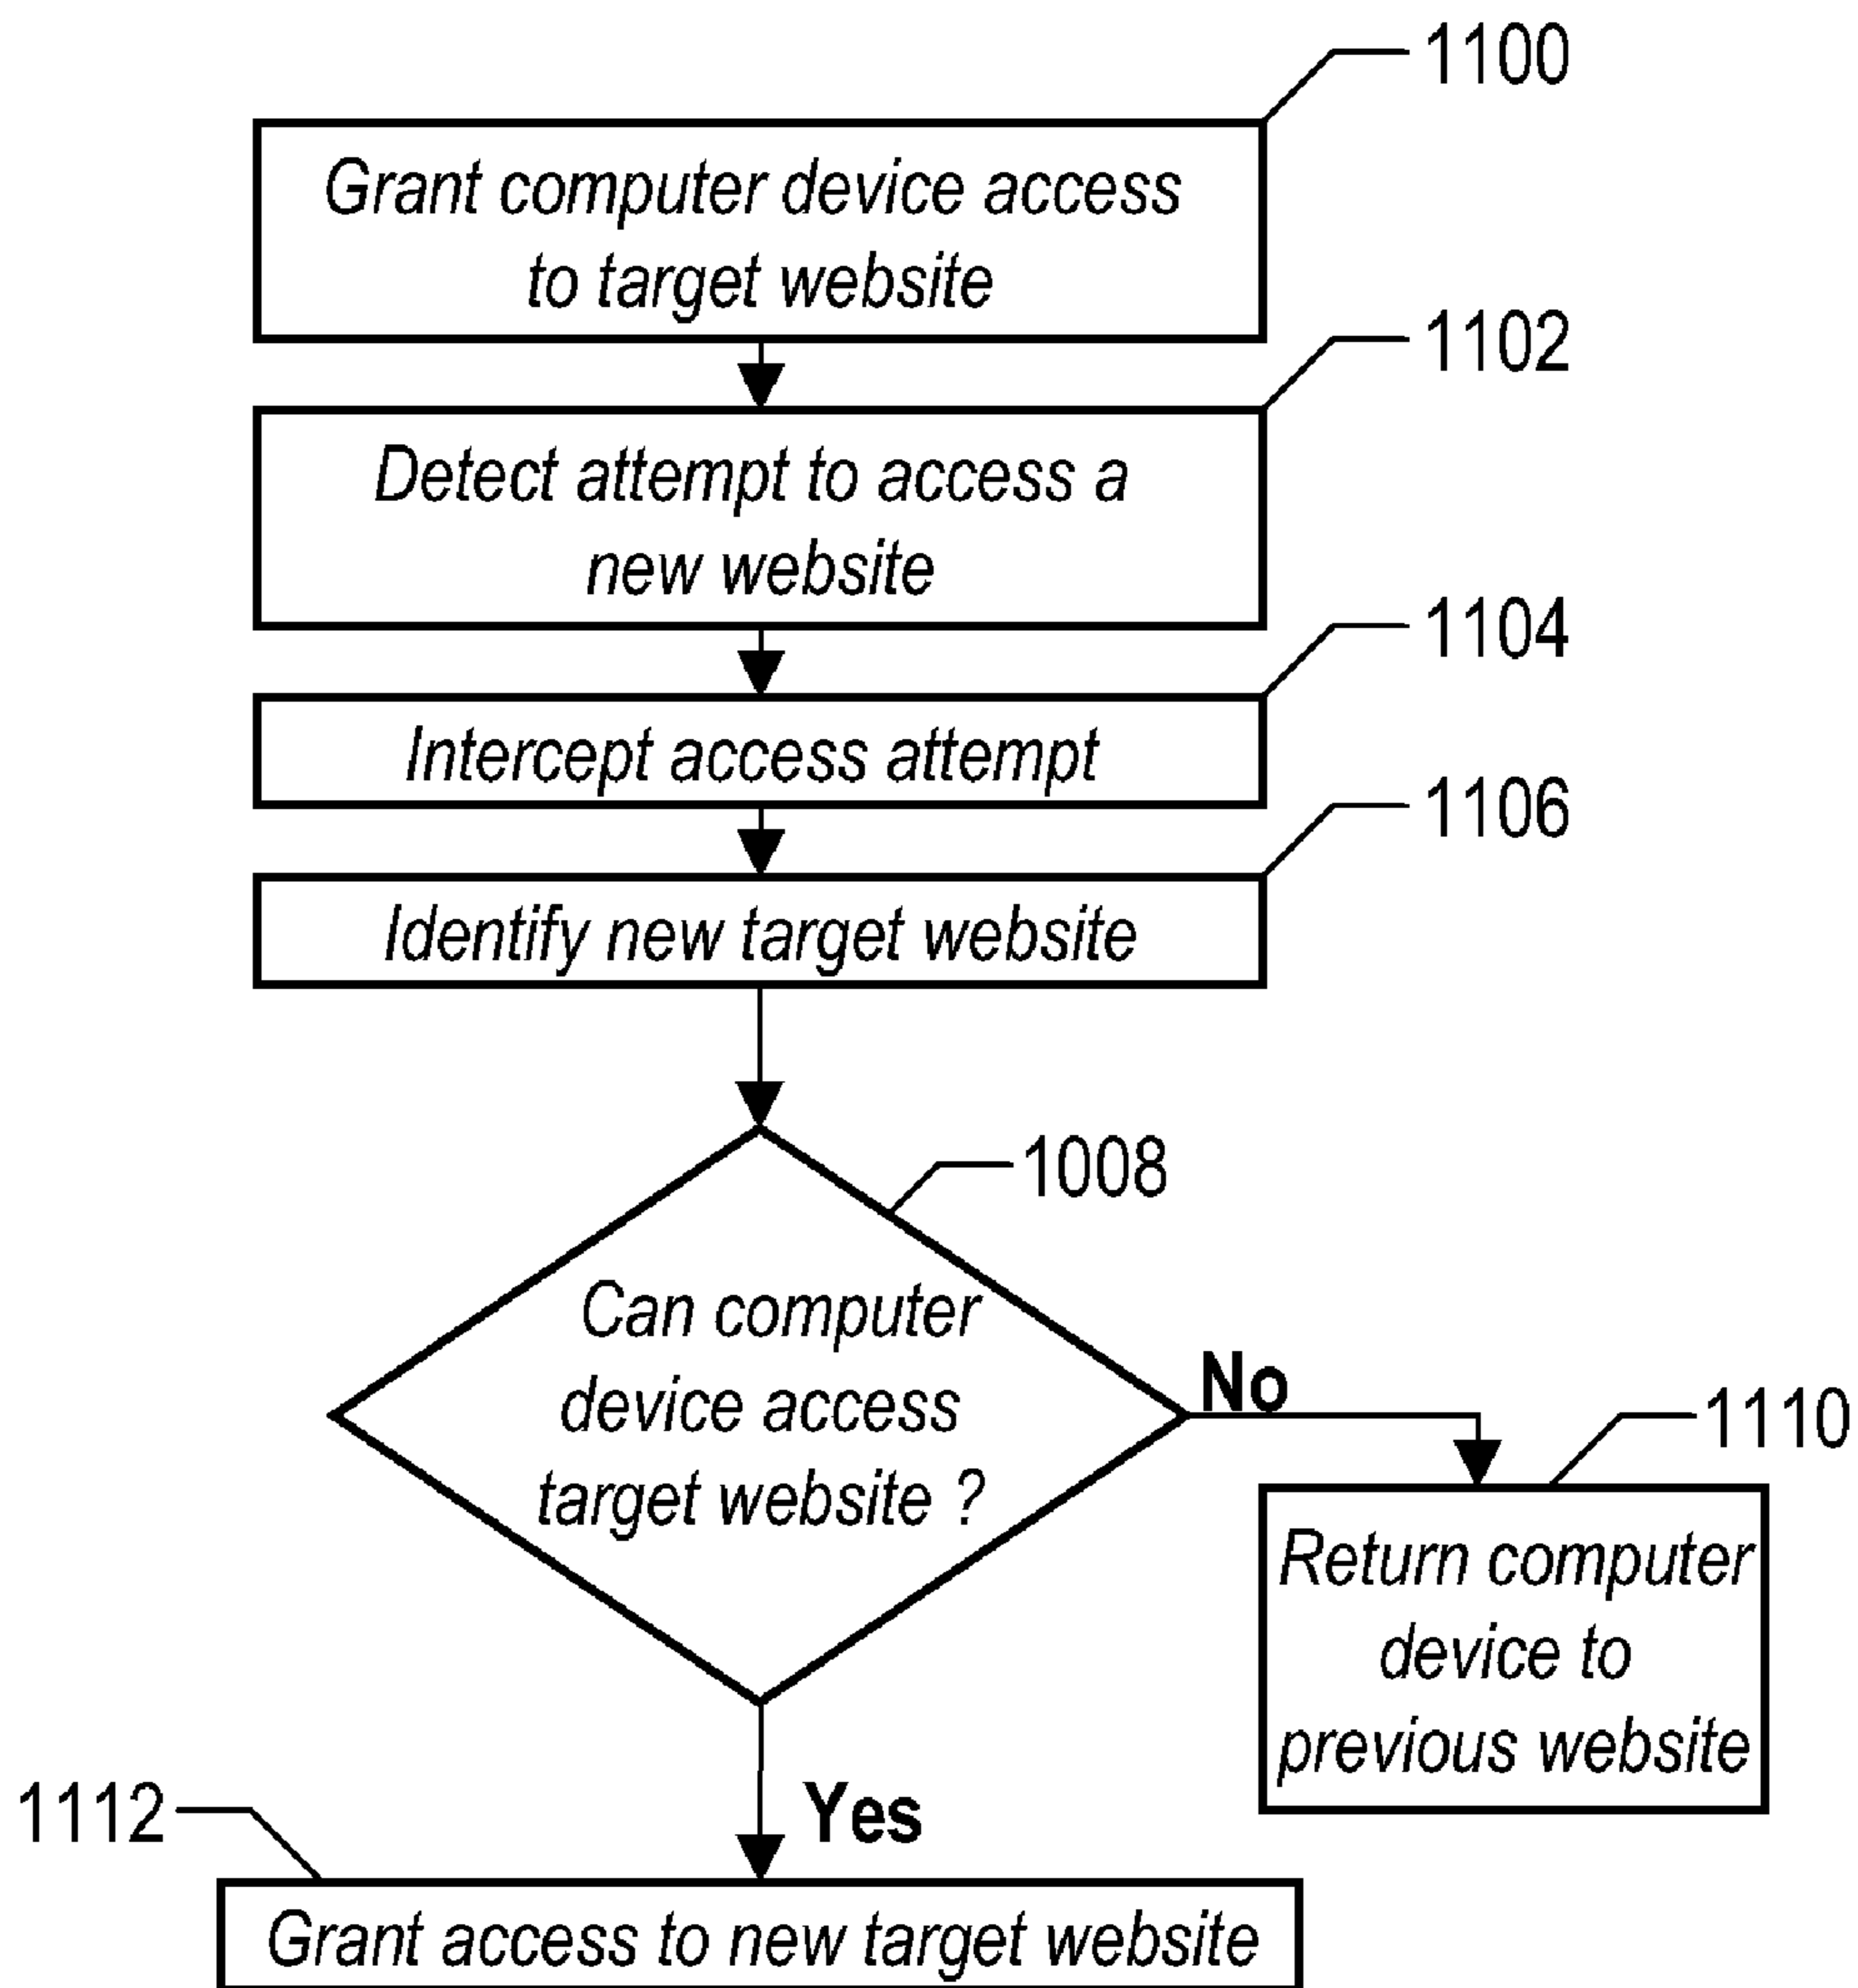 1100
Grant computer device access
to target website
1102
Detect attempt to access a
new website
1104
Intercept access attempt
1106
Identify new target website
1008
Can computer
device access
target website ?
No
1110
Return computer
device to
previous website
Yes
1112
Grant access to new target website